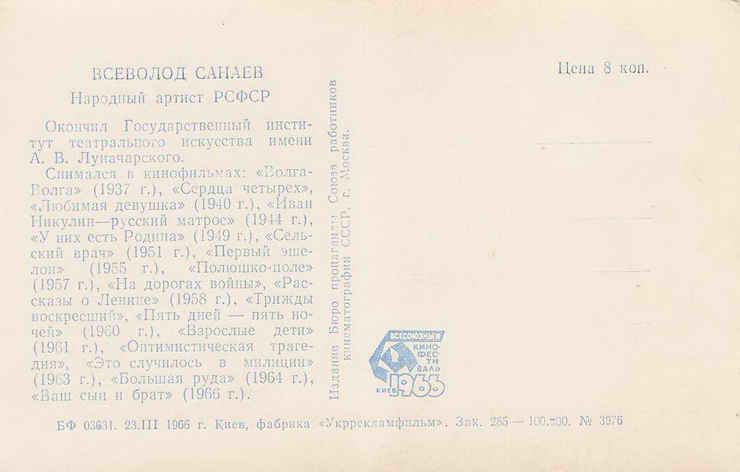 ВСЕВОЛОД САНАЕВ
Народный артист РСФСР
Окончил Государственный инсти-
тут театрального искусства имени
А. В. Луначарского.
Снимался в кинофильмах: «Волга-
Волга» (1937 г.), «Сердца четырех»,
«Любимая девушка» (1940 г.), «Иван
Никулин—русский матрос» (1944 г.),
«У них есть Родина» (1949 г.), «Сель-
ский врач» (1951 г.), «Первый эше-
лон» (1955 г.), «Полюшко-поле»
(1957 г.), «На дорогах войны», «Рас-
сказы о Ленине» (1958 г.), «Трижды
воскресший», «Пять дней — пять но-
чей» (1960 г.), «Взрослые дети»
(1961 г.), «Оптимистическая траге-
дия», «Это случилось в милиции»
(1963 г.), «Большая руда» (1964 г.),
«Ваш сын и брат» (1966 г.).
Издание Бюро пропаганды Союза работников
кинематографии СССР, г. Москва.
Цена 8 коп.
ВСЕСОЮЗНЫЙ
КИНО-
ФЕС-
ТИ
ВАЛЬ
КИЕВ 1966
БФ 03631. 23.III 1966 г. Киев, фабрика «Укррекламфильм». Зак. 285 — 100.000. № 3976